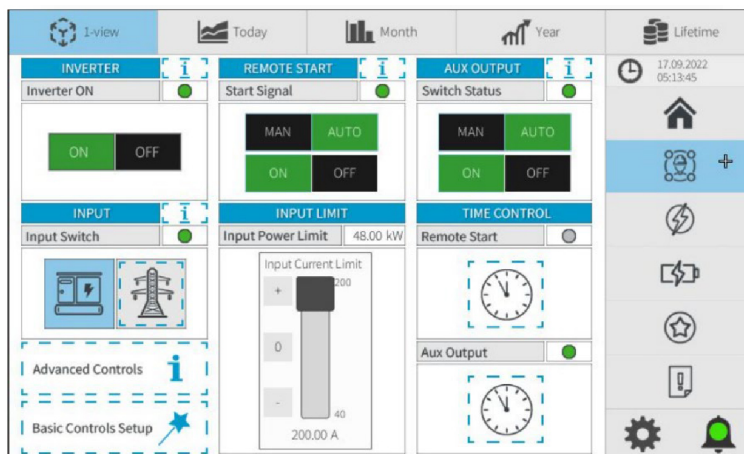 1-view
Today
Month
Year
Lifetime
17.09.2022
05:13:45
INVERTER
i
Inverter ON
ON OFF
REMOTE START
i
Start Signal
MAN AUTO
ON OFF
AUX OUTPUT
i
Switch Status
MAN AUTO
ON OFF
INPUT
i
Input Switch
INPUT LIMIT
Input Power Limit 48.00 kW
Input Current Limit
+
200
0
-
40
200.00 A
TIME CONTROL
Remote Start
Aux Output
Advanced Controls i
Basic Controls Setup